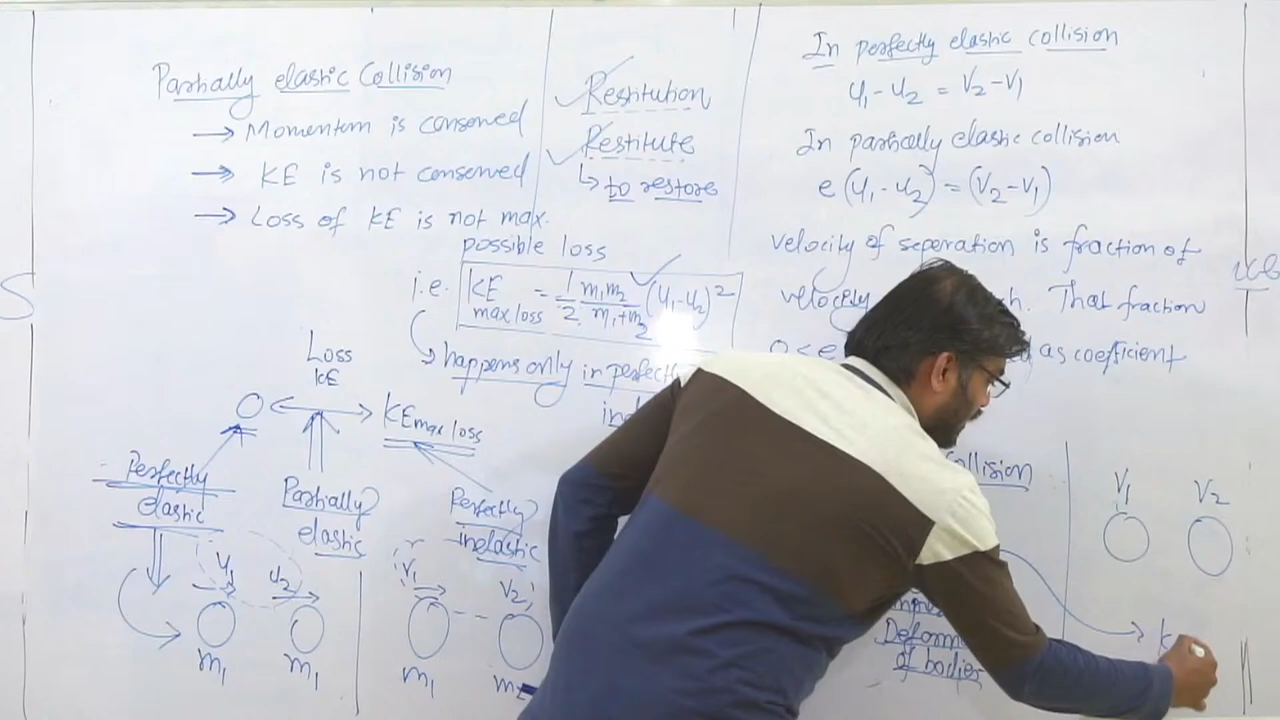 Partially elastic Collision
→ Momentum is conserved
→ KE is not conserved
→ Loss of KE is not max.
possible loss
i.e. KE max loss = 1/2 m1m2/m1+m2 (u1-u2)²
happens only in perfectly
Loss
KE
O ←→ KE max loss
Perfectly
elastic
Partially
elastic
Perfectly
inelastic
u1 u2
m1 m1
V1 V2
m1 m2
Restitution
Restitute
↳ to restore
In perfectly elastic collision
u1-u2 = V2-V1
In partially elastic collision
e(u1-u2) = (V2-V1)
velocity of seperation is fraction of
velocity That fraction
0<e as coefficient
Collision
Deform
of bodies
V1 V2
K
S